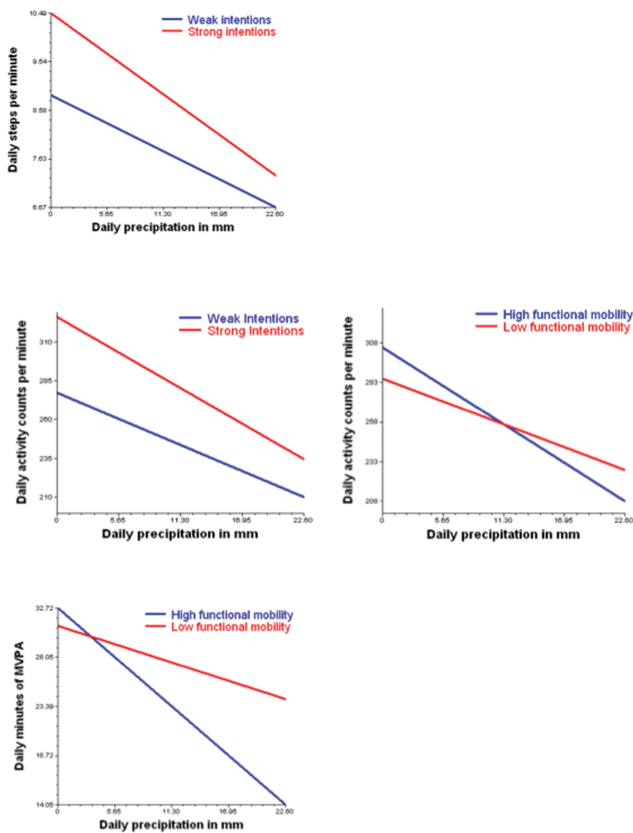 10.49
9.54
8.58
7.63
6.67
Daily steps per minute
Weak intentions
Strong intentions
0 5.65 11.30 16.95 22.60
Daily precipitation in mm
310
285
260
235
210
Daily activity counts per minute
Weak Intentions
Strong Intentions
0 5.65 11.30 16.95 22.60
Daily precipitation in mm
300
283
258
233
208
Daily activity counts per minute
High functional mobility
Low functional mobility
0 5.65 11.30 16.95 22.60
Daily precipitation in mm
32.72
28.05
23.39
18.72
14.05
Daily minutes of MVPA
High functional mobility
Low functional mobility
0 5.65 11.30 16.95 22.60
Daily precipitation in mm